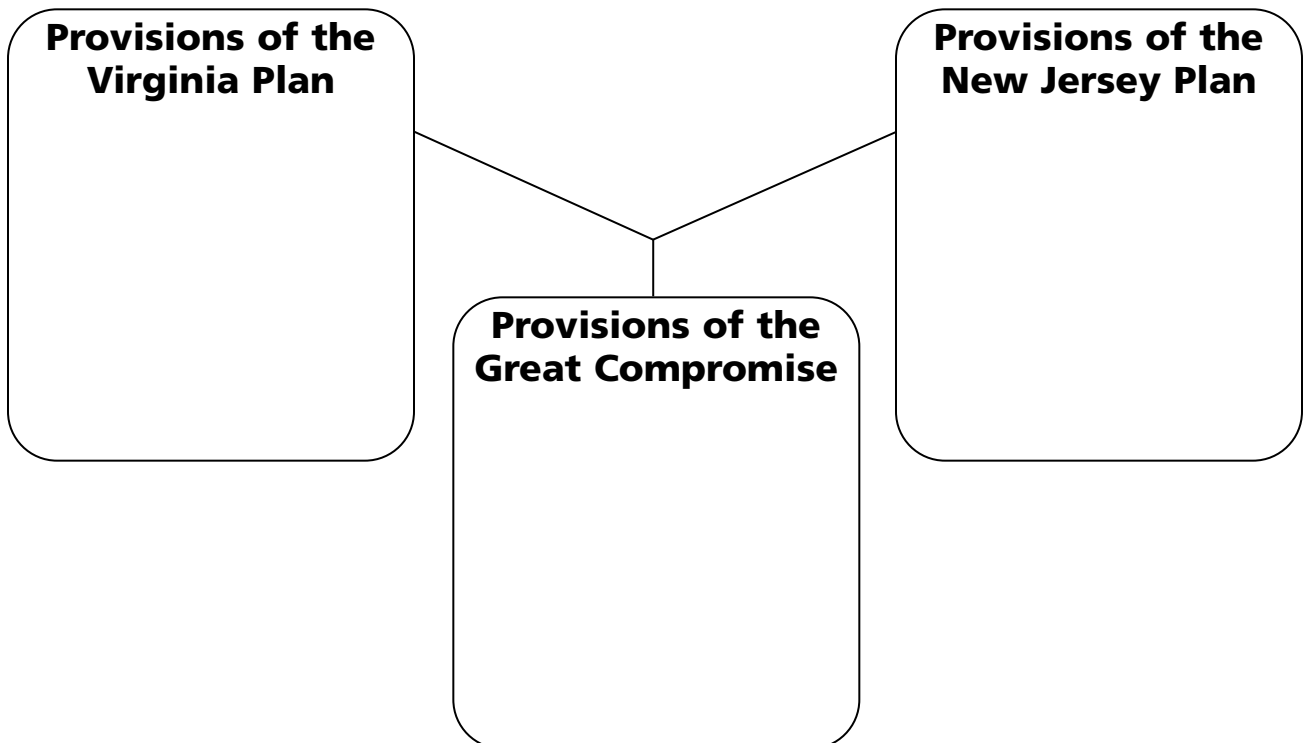 Provisions of the
Virginia Plan
Provisions of the
New Jersey Plan
Provisions of the
Great Compromise